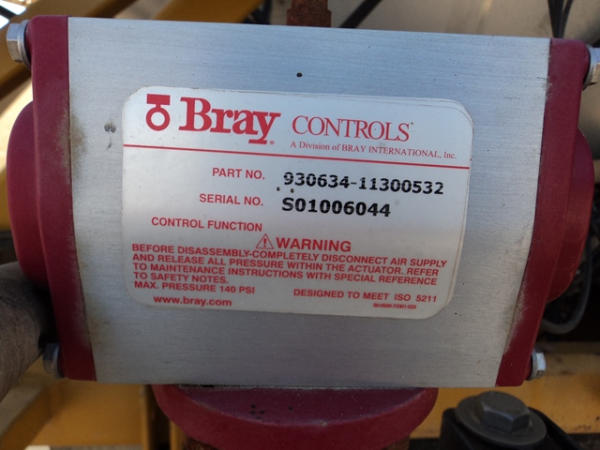 Bray CONTROLS
A Division of BRAY INTERNATIONAL, Inc.
PART NO. 930634-11300532
SERIAL NO. S01006044
CONTROL FUNCTION
WARNING
BEFORE DISASSEMBLY-COMPLETELY DISCONNECT AIR SUPPLY
AND RELEASE ALL PRESSURE WITHIN THE ACTUATOR. REFER
TO MAINTENANCE INSTRUCTIONS WITH SPECIAL REFERENCE
TO SAFETY NOTES.
MAX. PRESSURE 140 PSI DESIGNED TO MEET ISO 5211
www.bray.com